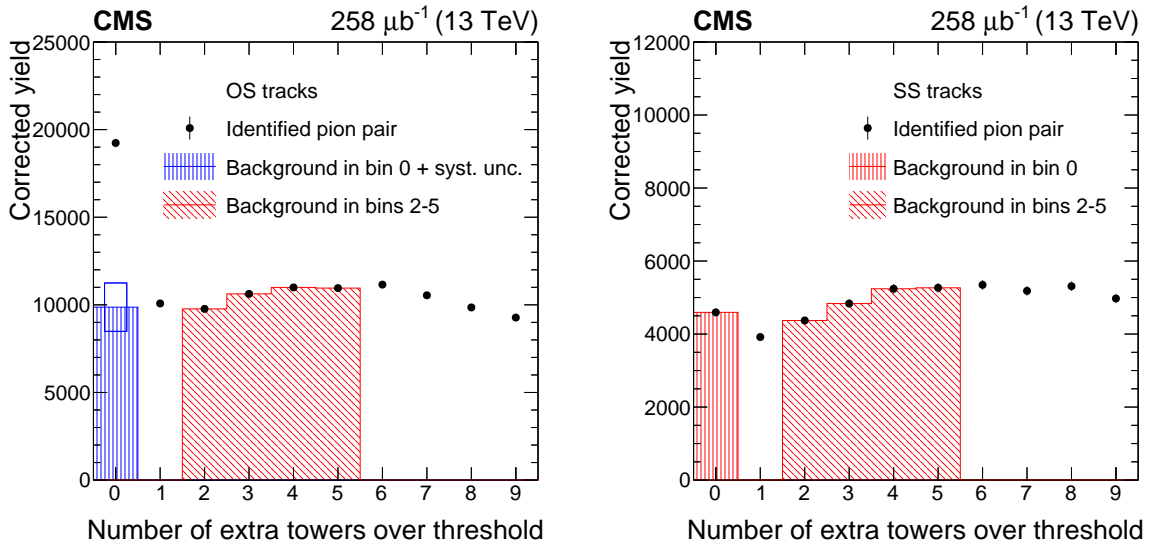 CMS
258 μb⁻¹ (13 TeV)
Corrected yield
25000
20000
15000
10000
5000
0
OS tracks
Identified pion pair
Background in bin 0 + syst. unc.
Background in bins 2-5
0 1 2 3 4 5 6 7 8 9
Number of extra towers over threshold
CMS
258 μb⁻¹ (13 TeV)
Corrected yield
12000
10000
8000
6000
4000
2000
0
SS tracks
Identified pion pair
Background in bin 0
Background in bins 2-5
0 1 2 3 4 5 6 7 8 9
Number of extra towers over threshold